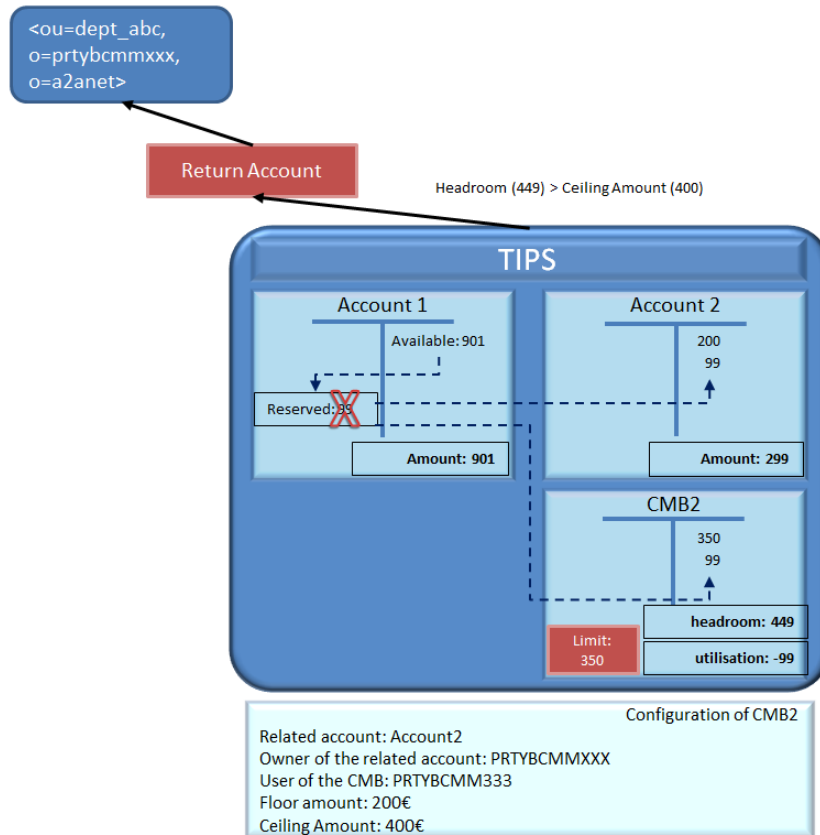 <ou=dept_abc,
o=prtybcmmxxx,
o=a2anet>
Return Account
Headroom (449) > Ceiling Amount (400)
TIPS
Account 1
Available: 901
Reserved: 99
X
Amount: 901
Account 2
200
99
Amount: 299
CMB2
350
99
headroom: 449
Limit:
350
utilisation: -99
Configuration of CMB2
Related account: Account2
Owner of the related account: PRTYBCMMXXX
User of the CMB: PRTYBCMM333
Floor amount: 200€
Ceiling Amount: 400€